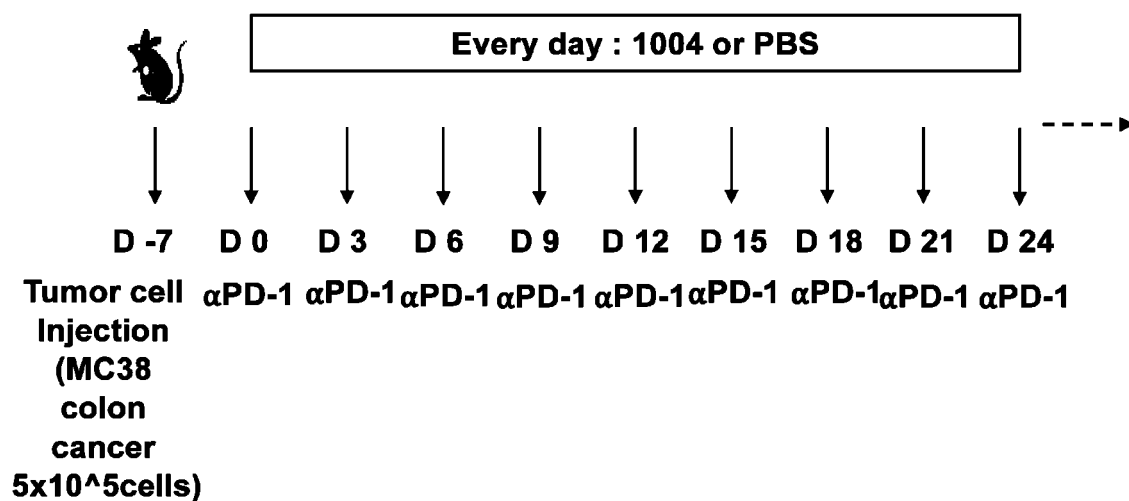 Every day : 1004 or PBS
D -7 D 0 D 3 D 6 D 9 D 12 D 15 D 18 D 21 D 24
Tumor cell αPD-1 αPD-1 αPD-1 αPD-1 αPD-1 αPD-1 αPD-1 αPD-1 αPD-1
Injection
(MC38
colon
cancer
5x10^5cells)